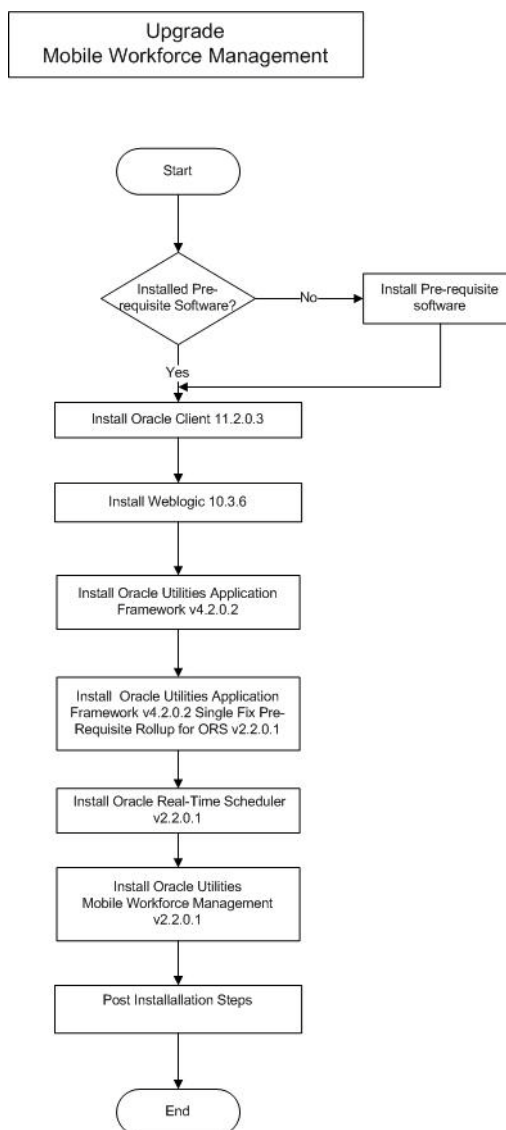 Upgrade
Mobile Workforce Management
Start
Installed Pre-
requisite Software?
No
Install Pre-requisite
software
Yes
Install Oracle Client 11.2.0.3
Install Weblogic 10.3.6
Install Oracle Utilities Application
Framework v4.2.0.2
Install Oracle Utilities Application
Framework v4.2.0.2 Single Fix Pre-
Requisite Rollup for ORS v2.2.0.1
Install Oracle Real-Time Scheduler
v2.2.0.1
Install Oracle Utilities
Mobile Workforce Management
v2.2.0.1
Post Installallation Steps
End